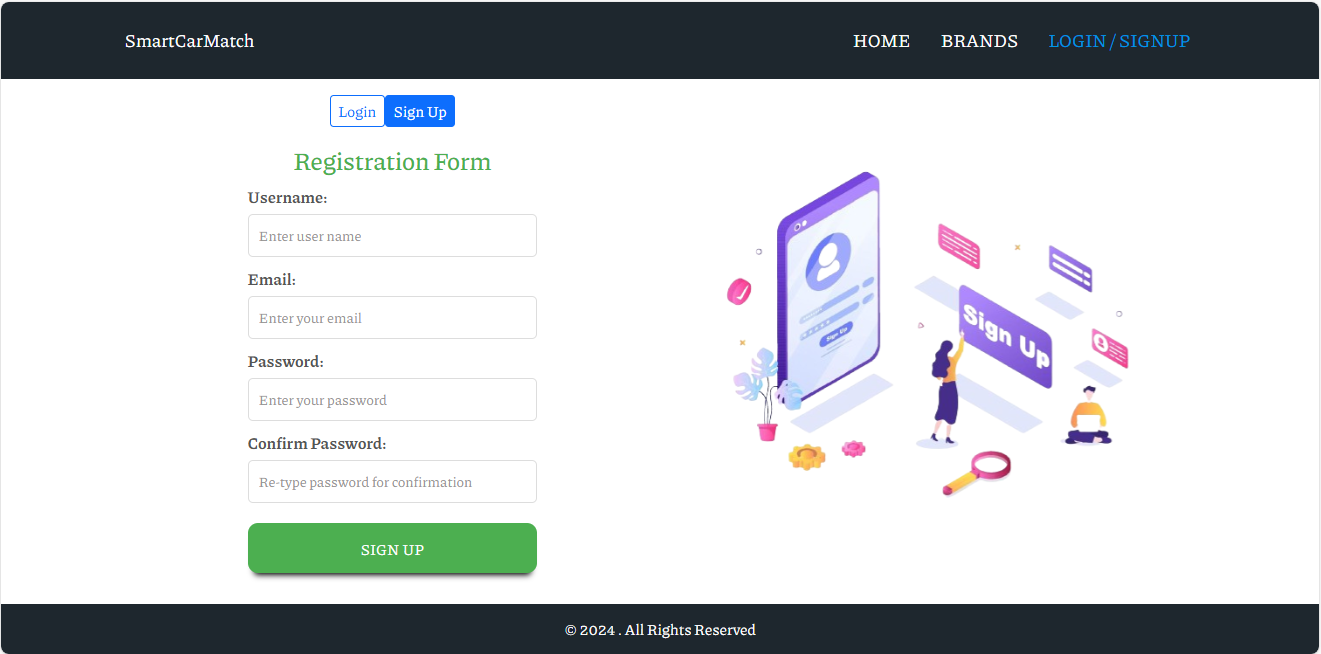 SmartCarMatch HOME BRANDS LOGIN / SIGNUP
Login Sign Up
Registration Form
Username:
Enter user name
Email:
Enter your email
Password:
Enter your password
Confirm Password:
Re-type password for confirmation
SIGN UP
Sign Up
Sign Up
© 2024 . All Rights Reserved